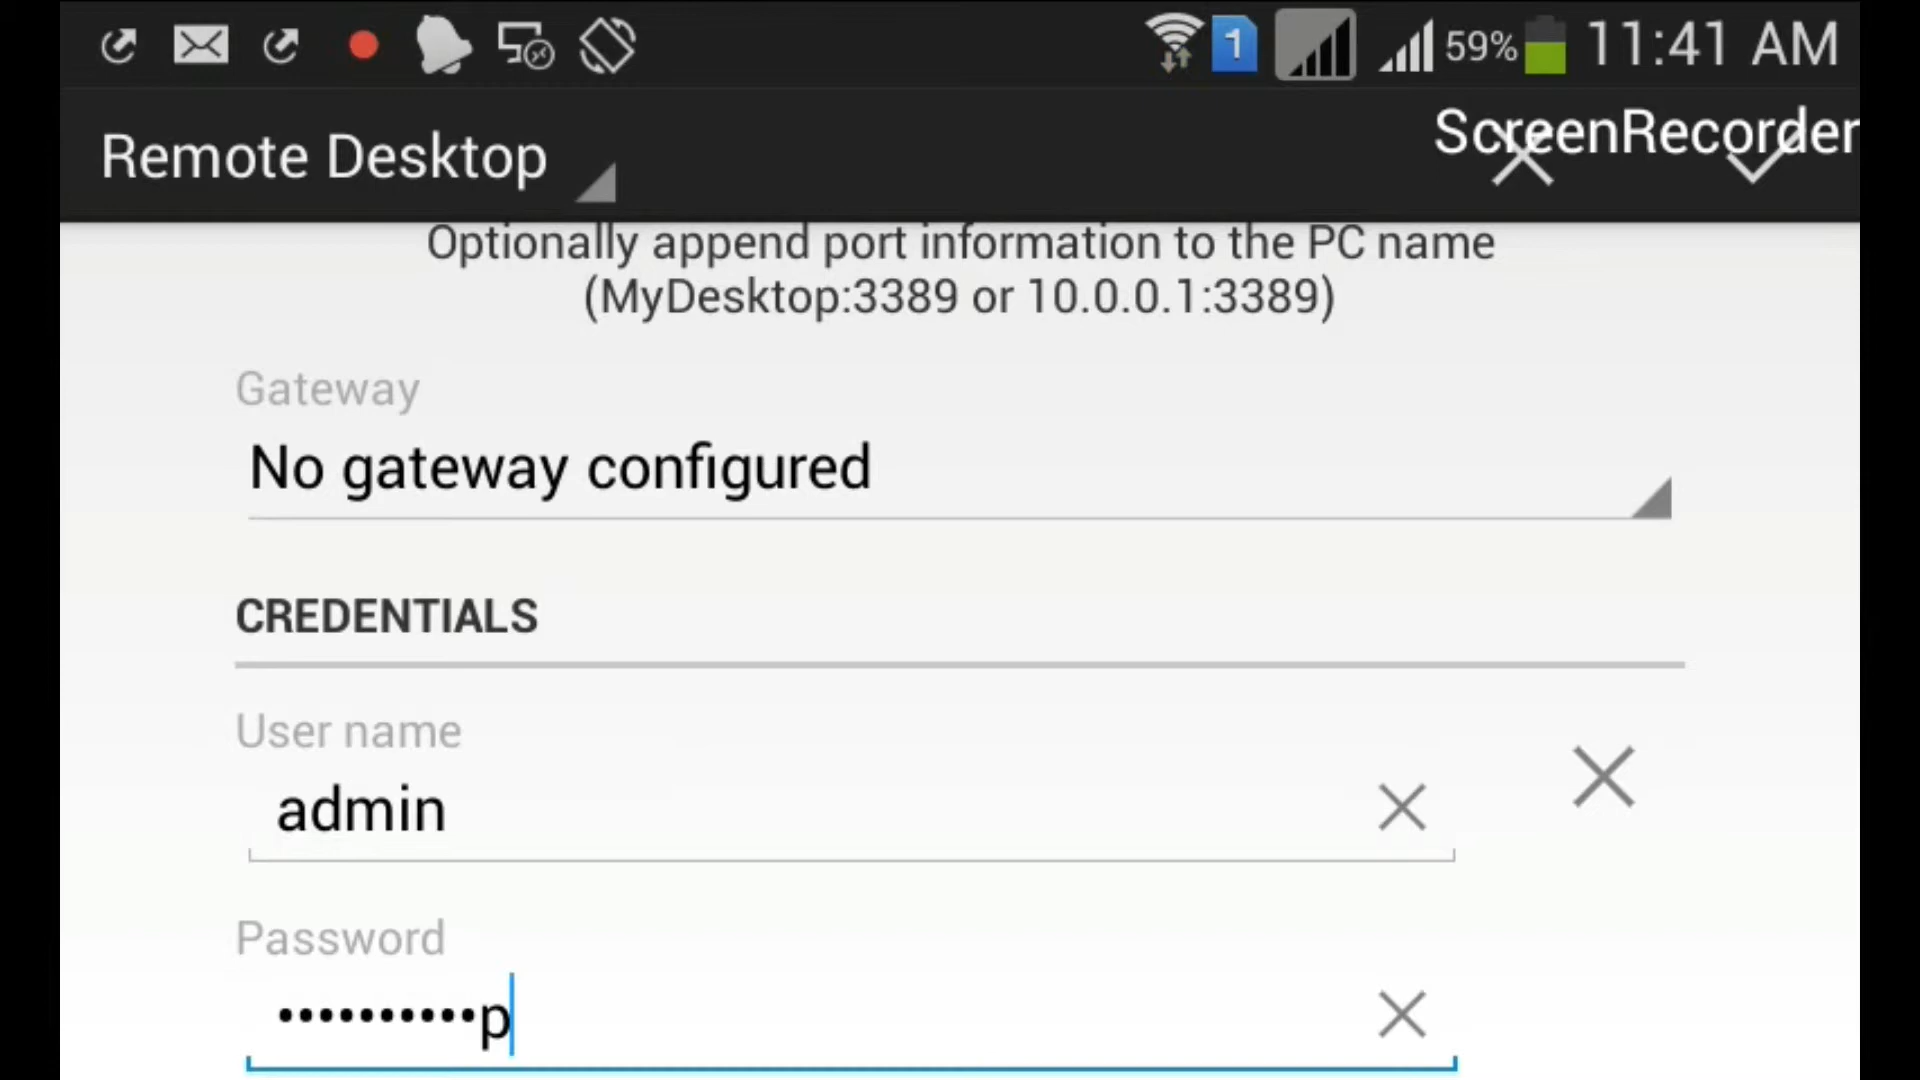 1 59% 11:41 AM
Remote Desktop
ScreenRecorder
Optionally append port information to the PC name
(MyDesktop:3389 or 10.0.0.1:3389)
Gateway
No gateway configured
CREDENTIALS
User name
admin
Password
••••••••••p